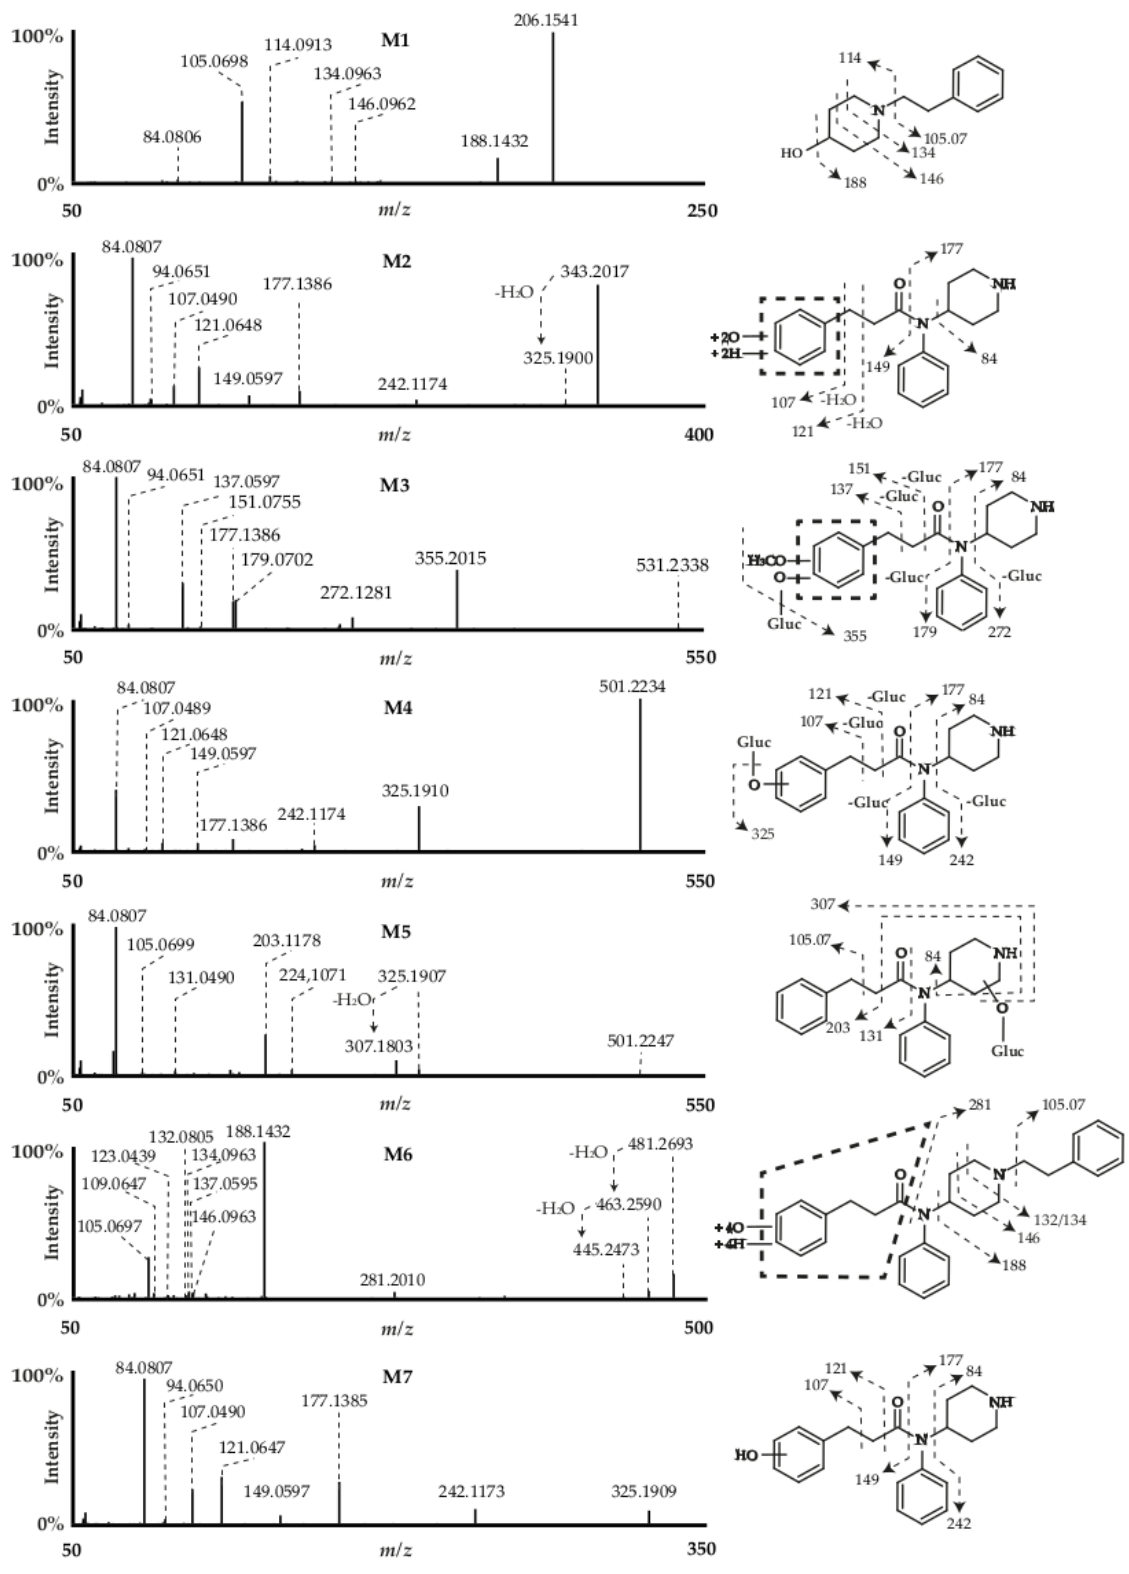 100%
Intensity
0%
M1
206.1541
105.0698
114.0913
134.0963
146.0962
84.0806
188.1432
50
m/z
250
114
N
HO
105.07
134
146
188
100%
Intensity
0%
M2
84.0807
94.0651
107.0490
121.0648
149.0597
177.1386
242.1174
343.2017
-H₂O
325.1900
50
m/z
400
177
O
NH
N
149
84
107
-H₂O
121
-H₂O
100%
Intensity
0%
M3
84.0807
94.0651
137.0597
151.0755
177.1386
179.0702
272.1281
355.2015
531.2338
50
m/z
550
151
-Gluc
177
84
137
-Gluc
O
NH
H₃CO
N
O
-Gluc
-Gluc
Gluc
355
179
272
100%
Intensity
0%
M4
84.0807
107.0489
121.0648
149.0597
177.1386
242.1174
325.1910
501.2234
50
m/z
550
121
-Gluc
177
84
107
-Gluc
O
NH
Gluc
N
O
-Gluc
-Gluc
325
149
242
100%
Intensity
0%
M5
84.0807
105.0699
131.0490
203.1178
224,1071
325.1907
-H₂O
307.1803
501.2247
50
m/z
550
307
105.07
O
84
NH
N
O
203
131
Gluc
100%
Intensity
0%
M6
132.0805
188.1432
123.0439
134.0963
109.0647
137.0595
105.0697
146.0963
281.2010
481.2693
-H₂O
463.2590
-H₂O
445.2473
50
m/z
500
281
105.07
O
N
N
132/134
146
188
100%
Intensity
0%
M7
84.0807
94.0650
107.0490
121.0647
149.0597
177.1385
242.1173
325.1909
50
m/z
350
121
177
84
107
O
NH
HO
N
149
242